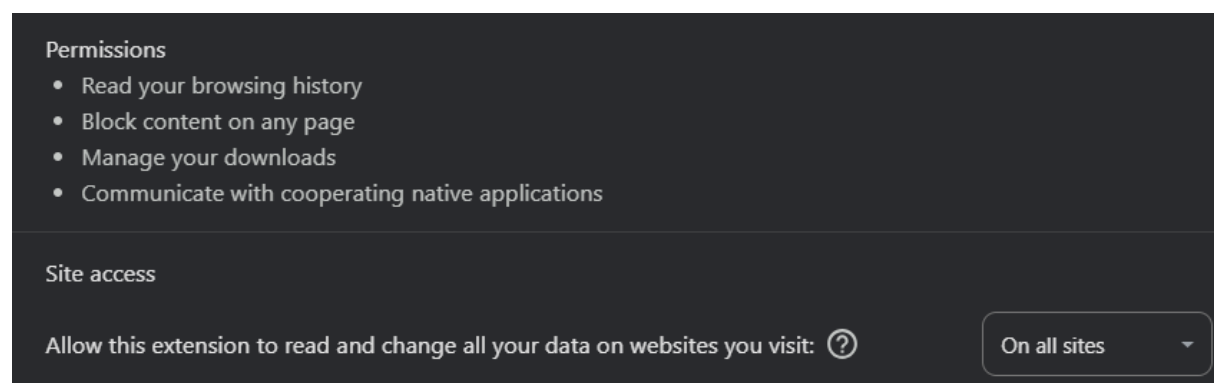 Permissions
• Read your browsing history
• Block content on any page
• Manage your downloads
• Communicate with cooperating native applications
Site access
Allow this extension to read and change all your data on websites you visit: ? On all sites